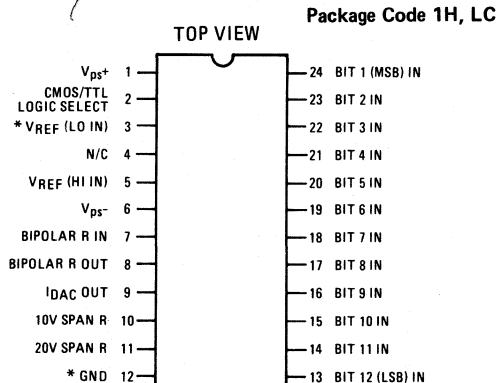 Package Code 1H, LC
TOP VIEW
Vps+ 1
24 BIT 1 (MSB) IN
CMOS/TTL
LOGIC SELECT 2
23 BIT 2 IN
* VREF (LO IN) 3
22 BIT 3 IN
N/C 4
21 BIT 4 IN
VREF (HI IN) 5
20 BIT 5 IN
Vps- 6
19 BIT 6 IN
BIPOLAR R IN 7
18 BIT 7 IN
BIPOLAR R OUT 8
17 BIT 8 IN
IDAC OUT 9
16 BIT 9 IN
10V SPAN R 10
15 BIT 10 IN
20V SPAN R 11
14 BIT 11 IN
* GND 12
13 BIT 12 (LSB) IN